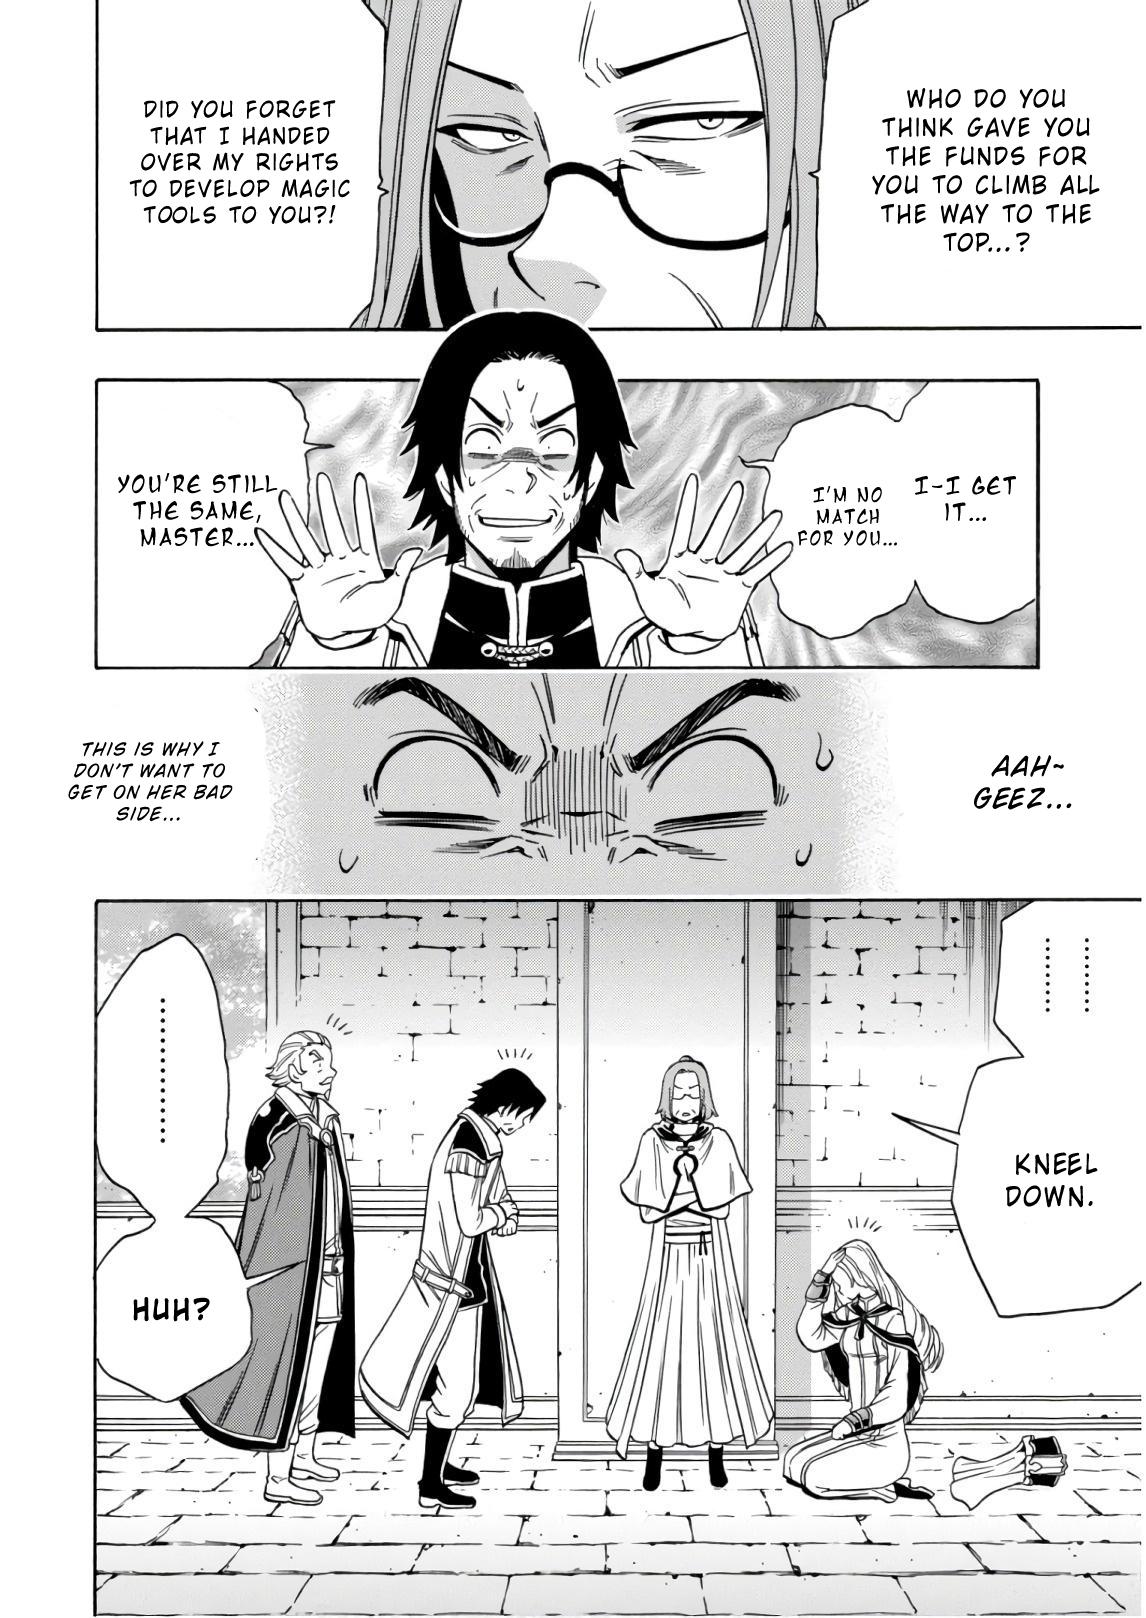 WHO DO YOU
THINK GAVE YOU
THE FUNDS FOR
YOU TO CLIMB ALL
THE WAY TO THE
TOP...?
DID YOU FORGET
THAT I HANDED
OVER MY RIGHTS
TO DEVELOP MAGIC
TOOLS TO YOU?!
I-I GET
IT...
I'M NO
MATCH
FOR YOU...
YOU'RE STILL
THE SAME,
MASTER...
AAH~
GEEZ...
THIS IS WHY I
DON'T WANT TO
GET ON HER BAD
SIDE...
KNEEL
DOWN.
HUH?